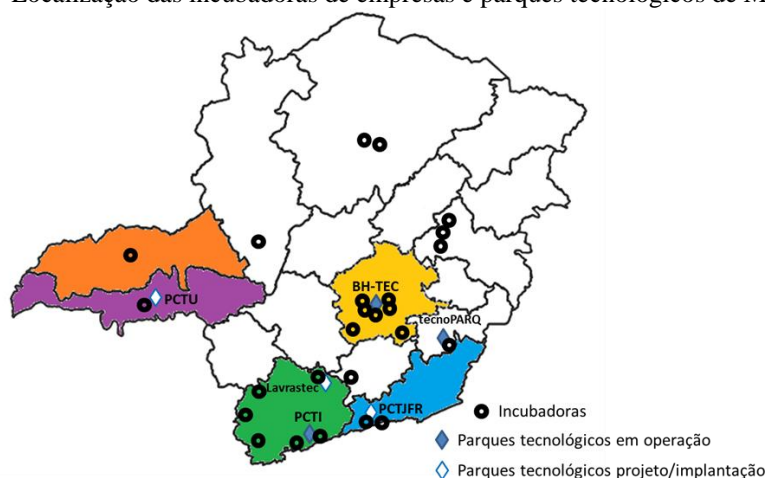 Localização das incubadoras de empresas e parques tecnológicos de M
PCTU
BH-TEC
tecnoPARQ
Lavrastec
PCTI
PCTJFR
Incubadoras
Parques tecnológicos em operação
Parques tecnológicos projeto/implantação